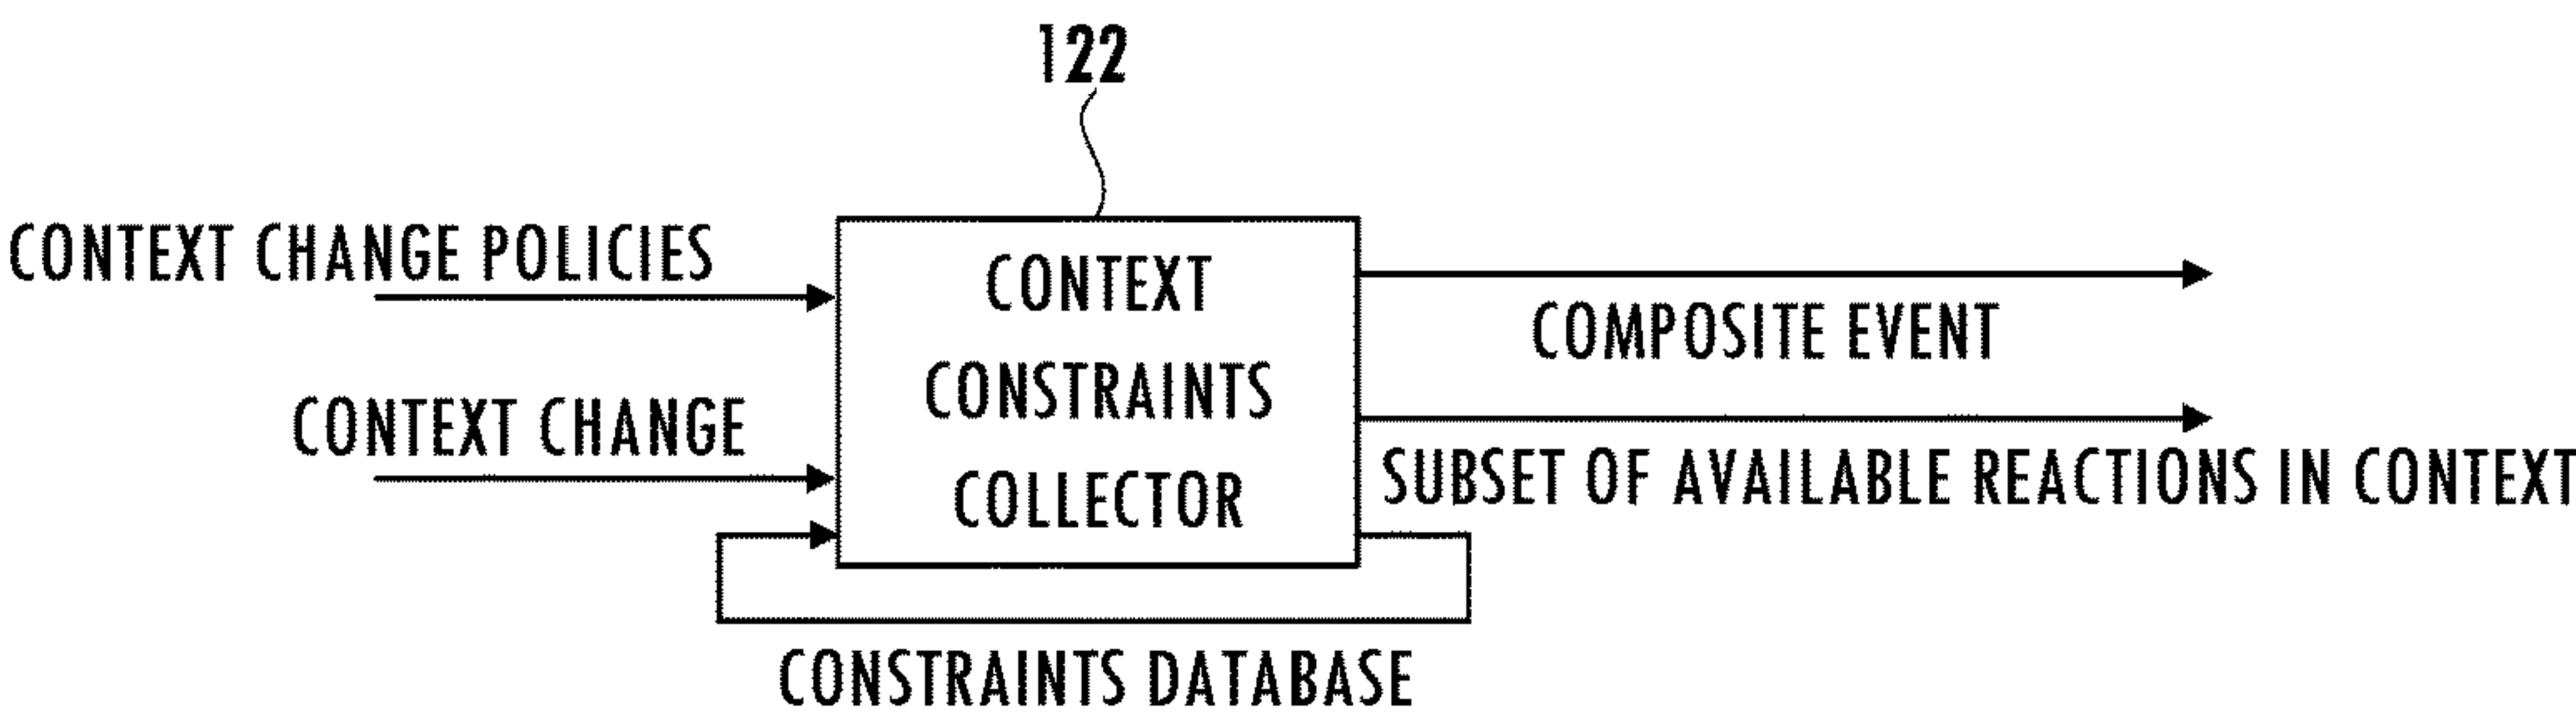 122
CONTEXT CHANGE POLICIES
CONTEXT CHANGE
CONTEXT
CONSTRAINTS
COLLECTOR
COMPOSITE EVENT
SUBSET OF AVAILABLE REACTIONS IN CONTEXT
CONSTRAINTS DATABASE